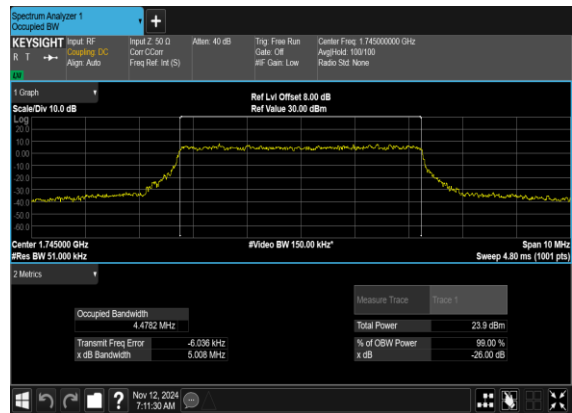 Spectrum Analyzer 1
Occupied BW
KEYSIGHT Input: RF Input Z: 50 Ω Atten: 40 dB Trig: Free Run Center Freq: 1.745000000 GHz
R T Coupling: DC Corr CCorr Gate: Off Avg|Hold: 100/100
Align: Auto Freq Ref: Int (S) #IF Gain: Low Radio Std: None
LW
1 Graph Ref Lvl Offset 8.00 dB
Scale/Div 10.0 dB Ref Value 30.00 dBm
Log
20.0
10.0
0.00
-10.0
-20.0
-30.0
-40.0
-50.0
-60.0
Center 1.745000 GHz #Video BW 150.00 kHz* Span 10 MHz
#Res BW 51.000 kHz Sweep 4.80 ms (1001 pts)
2 Metrics
Measure Trace Trace 1
Occupied Bandwidth
4.4782 MHz Total Power 23.9 dBm
Transmit Freq Error -6.036 kHz % of OBW Power 99.00 %
x dB Bandwidth 5.008 MHz x dB -26.00 dB
? Nov 12, 2024
7:11:30 AM